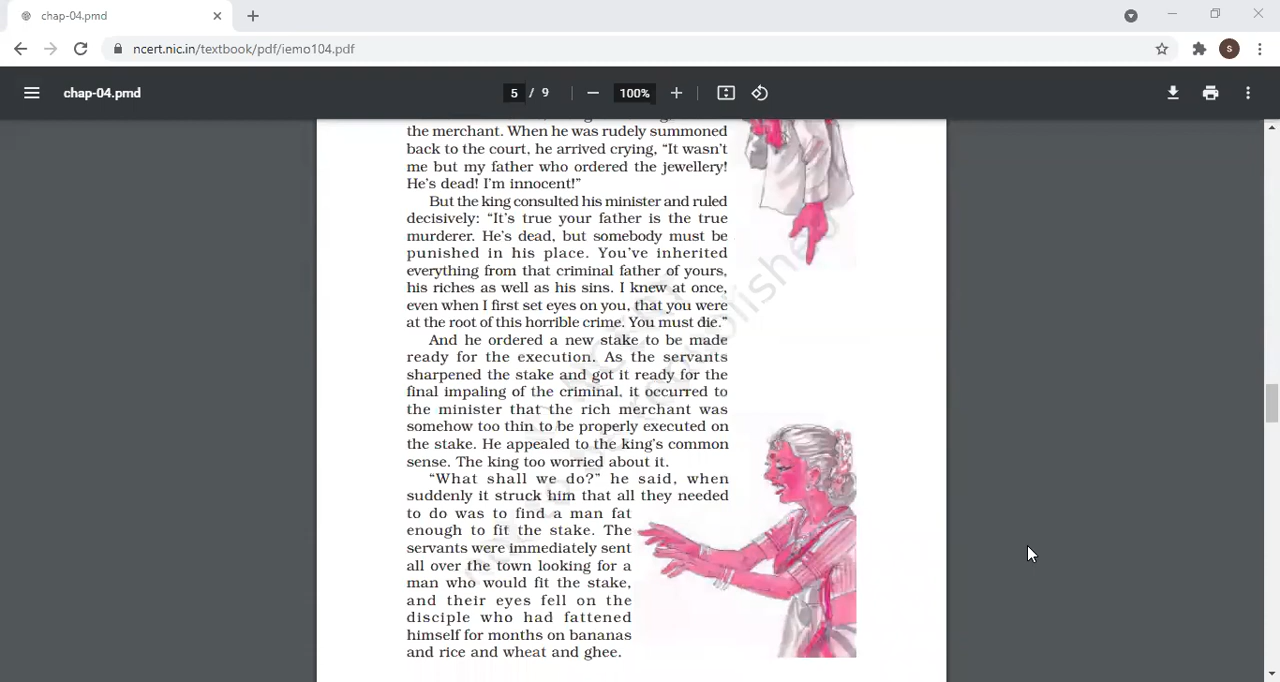 chap-04.pmd
ncert.nic.in/textbook/pdf/iemo104.pdf
S
chap-04.pmd
5 / 9
100%
the merchant. When he was rudely summoned
back to the court, he arrived crying, “It wasn’t
me but my father who ordered the jewellery!
He’s dead! I’m innocent!”
But the king consulted his minister and ruled
decisively: “It’s true your father is the true
murderer. He’s dead, but somebody must be
punished in his place. You’ve inherited
everything from that criminal father of yours,
his riches as well as his sins. I knew at once,
even when I first set eyes on you, that you were
at the root of this horrible crime. You must die.”
And he ordered a new stake to be made
ready for the execution. As the servants
sharpened the stake and got it ready for the
final impaling of the criminal, it occurred to
the minister that the rich merchant was
somehow too thin to be properly executed on
the stake. He appealed to the king’s common
sense. The king too worried about it.
“What shall we do?” he said, when
suddenly it struck him that all they needed
to do was to find a man fat
enough to fit the stake. The
servants were immediately sent
all over the town looking for a
man who would fit the stake,
and their eyes fell on the
disciple who had fattened
himself for months on bananas
and rice and wheat and ghee.